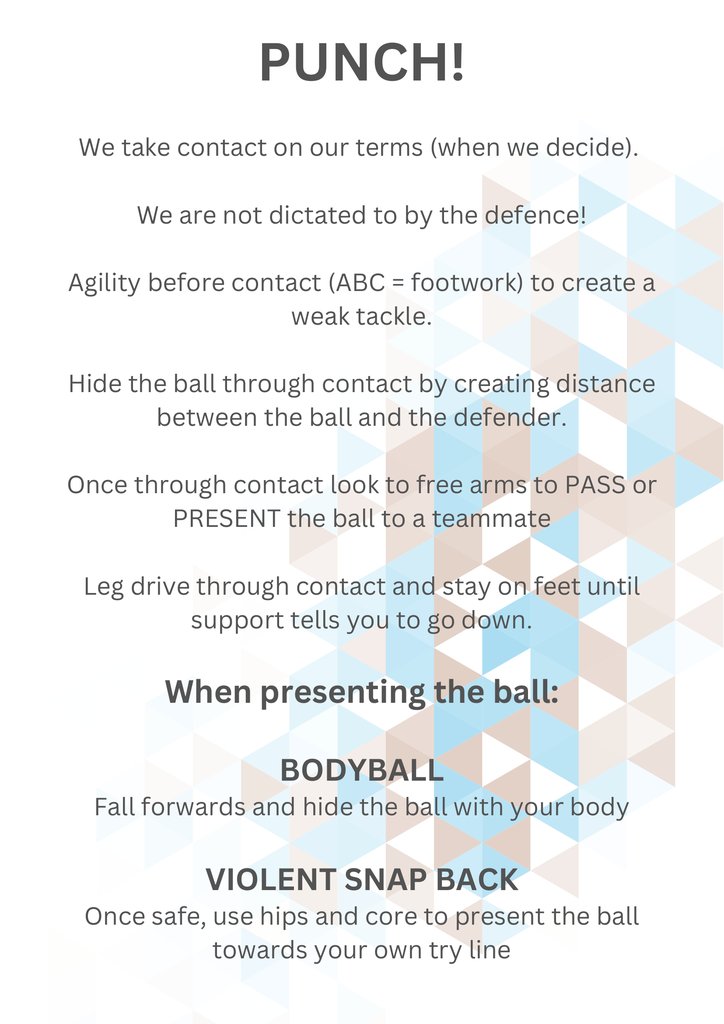 PUNCH!
We take contact on our terms (when we decide).
We are not dictated to by the defence!
Agility before contact (ABC = footwork) to create a
weak tackle.
Hide the ball through contact by creating distance
between the ball and the defender.
Once through contact look to free arms to PASS or
PRESENT the ball to a teammate
Leg drive through contact and stay on feet until
support tells you to go down.
When presenting the ball:
BODYBALL
Fall forwards and hide the ball with your body
VIOLENT SNAP BACK
Once safe, use hips and core to present the ball
towards your own try line